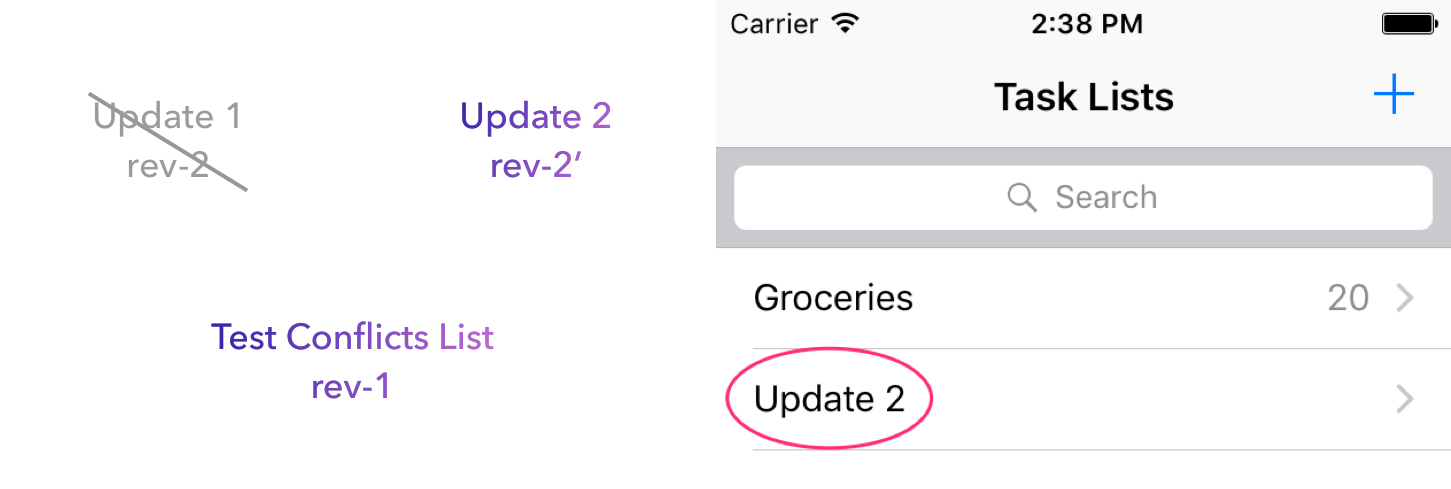 Update 1
rev-2
Update 2
rev-2′
Test Conflicts List
rev-1
Carrier 2:38 PM
Task Lists
Search
Groceries 20
Update 2